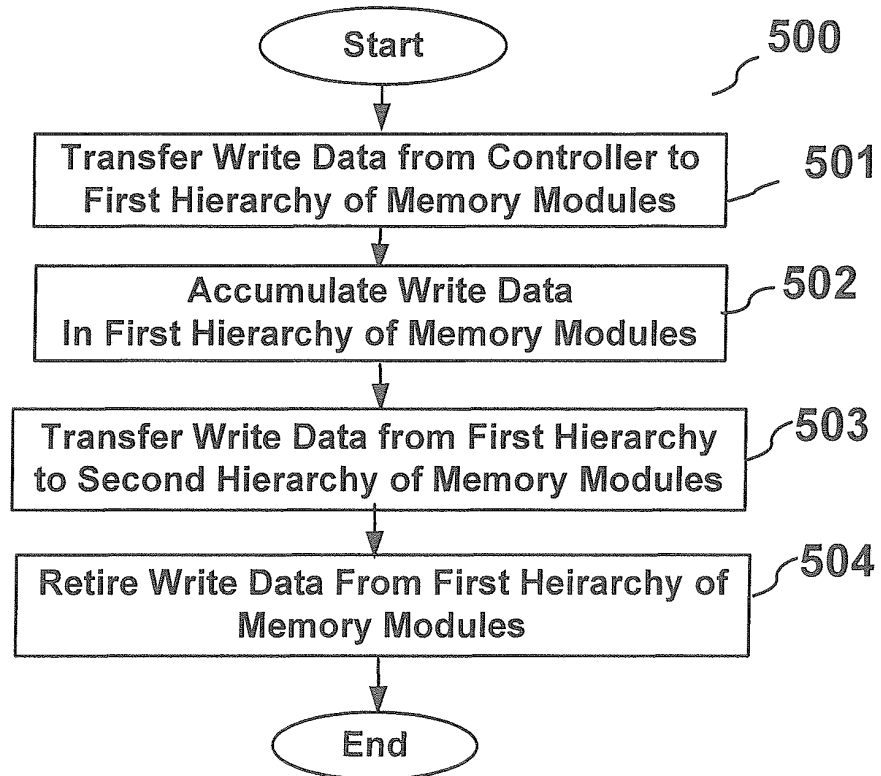 Start
500
Transfer Write Data from Controller to
First Hierarchy of Memory Modules
501
Accumulate Write Data
In First Hierarchy of Memory Modules
502
Transfer Write Data from First Hierarchy
to Second Hierarchy of Memory Modules
503
Retire Write Data From First Heirarchy of
Memory Modules
504
End